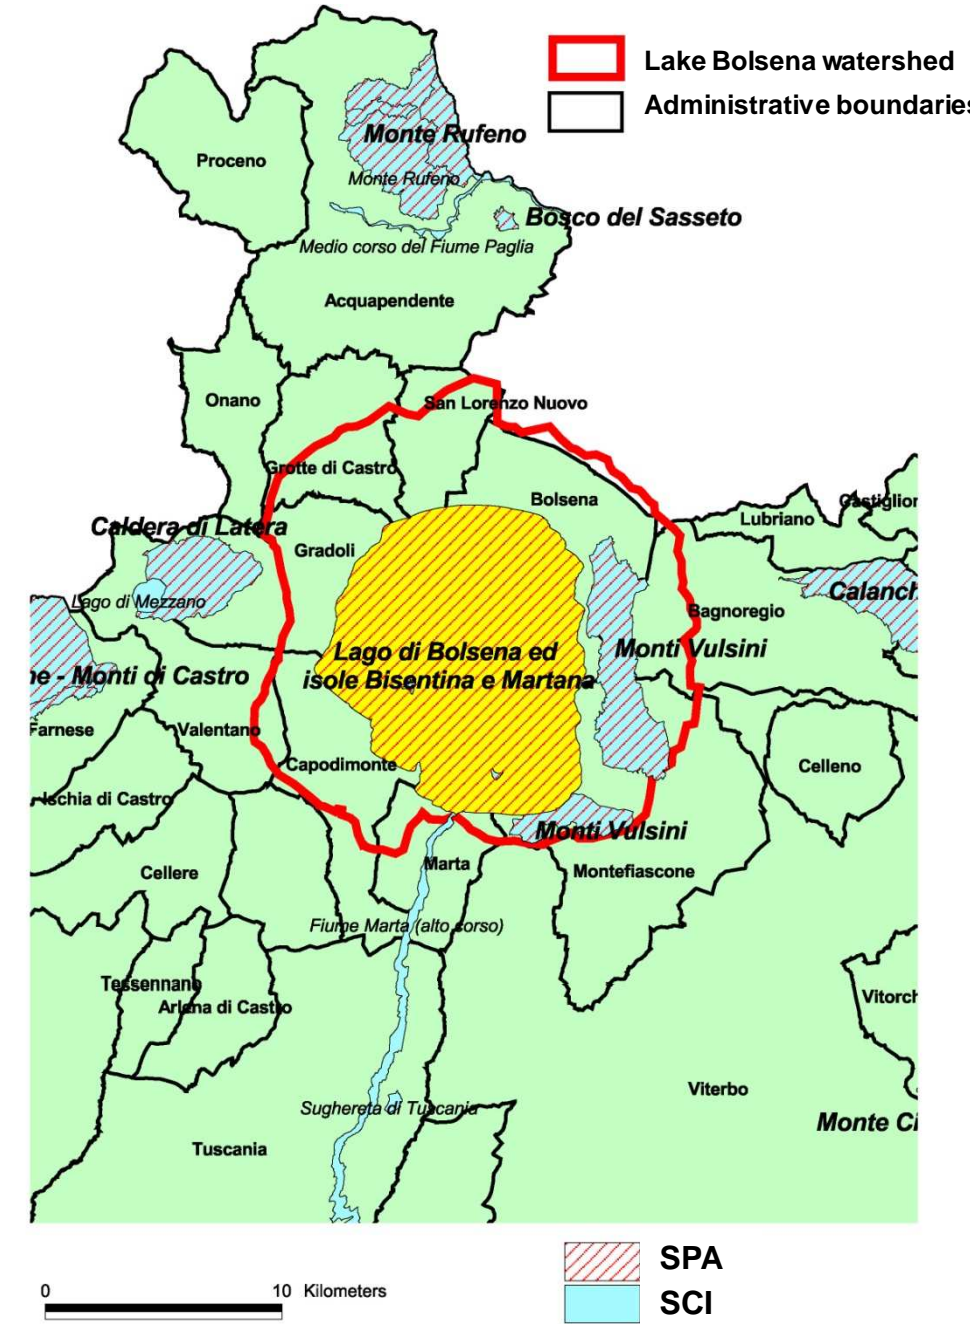 Lake Bolsena watershed
Administrative boundaries
Monte Rufeno
Proceno
Monte Rufeno
Bosco del Sasseto
Medio corso del Fiume Paglia
Acquapendente
Onano
San Lorenzo Nuovo
Grotte di Castro
Bolsena
Castiglion
Lubriano
Caldera di Latera
Gradoli
Calanch
Lago di Mezzano
Bagnoregio
Monti Vulsini
Lago di Bolsena ed
isole Bisentina e Martana
ne - Monti di Castro
Farnese
Valentano
Capodimonte
Celleno
Ischia di Castro
Monti Vulsini
Marta
Montefiascone
Cellere
Fiume Marta (alto corso)
Tessennano
Arlena di Castro
Vitorch
Viterbo
Sughereta di Tuscania
Monte Ci
Tuscania
SPA
SCI
0 10 Kilometers